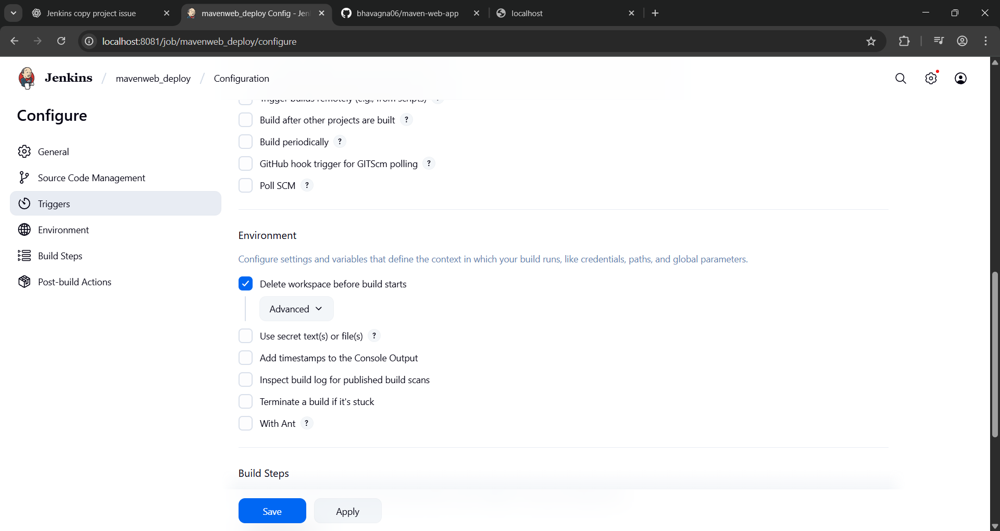 Jenkins copy project issue
mavenweb_deploy Config - Jen
bhavagna06/maven-web-app
localhost
localhost:8081/job/mavenweb_deploy/configure
Jenkins / mavenweb_deploy / Configuration
Configure
General
Source Code Management
Triggers
Environment
Build Steps
Post-build Actions
Trigger builds remotely (e.g., from scripts) ?
Build after other projects are built ?
Build periodically ?
GitHub hook trigger for GITScm polling ?
Poll SCM ?
Environment
Configure settings and variables that define the context in which your build runs, like credentials, paths, and global parameters.
Delete workspace before build starts
Advanced
Use secret text(s) or file(s) ?
Add timestamps to the Console Output
Inspect build log for published build scans
Terminate a build if it's stuck
With Ant ?
Build Steps
Save
Apply